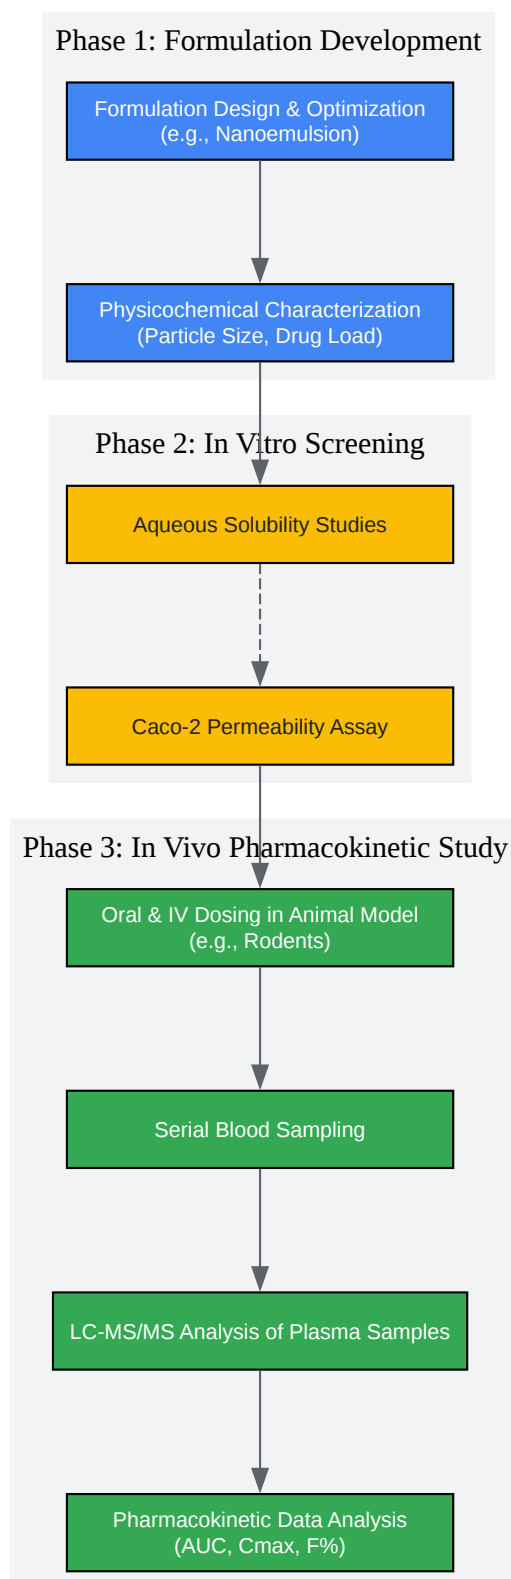 Phase 1: Formulation Development
Formulation Design & Optimization
(e.g., Nanoemulsion)
Physicochemical Characterization
(Particle Size, Drug Load)
Phase 2: In Vitro Screening
Aqueous Solubility Studies
Caco-2 Permeability Assay
Phase 3: In Vivo Pharmacokinetic Study
Oral & IV Dosing in Animal Model
(e.g., Rodents)
Serial Blood Sampling
LC-MS/MS Analysis of Plasma Samples
Pharmacokinetic Data Analysis
(AUC, Cmax, F%)